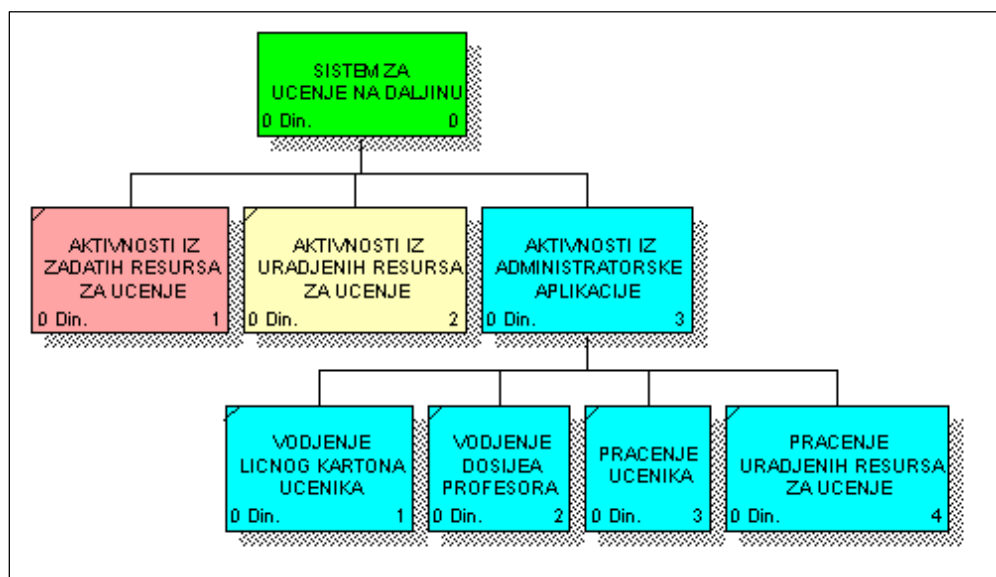 SISTEM ZA
UCENJE NA DALJINU
0 Din. 0
AKTIVNOSTI IZ
ZADATIH RESURSA
ZA UCENJE
0 Din. 1
AKTIVNOSTI IZ
URADJENIH RESURSA
ZA UCENJE
0 Din. 2
AKTIVNOSTI IZ
ADMINISTRATORSKE
APLIKACIJE
0 Din. 3
VODJENJE
LICNOG KARTONA
UCENIKA
0 Din. 1
VODJENJE
DOSIJEA
PROFESORA
0 Din. 2
PRACENJE
UCENIKA
0 Din. 3
PRACENJE
URADJENIH RESURSA
ZA UCENJE
0 Din. 4